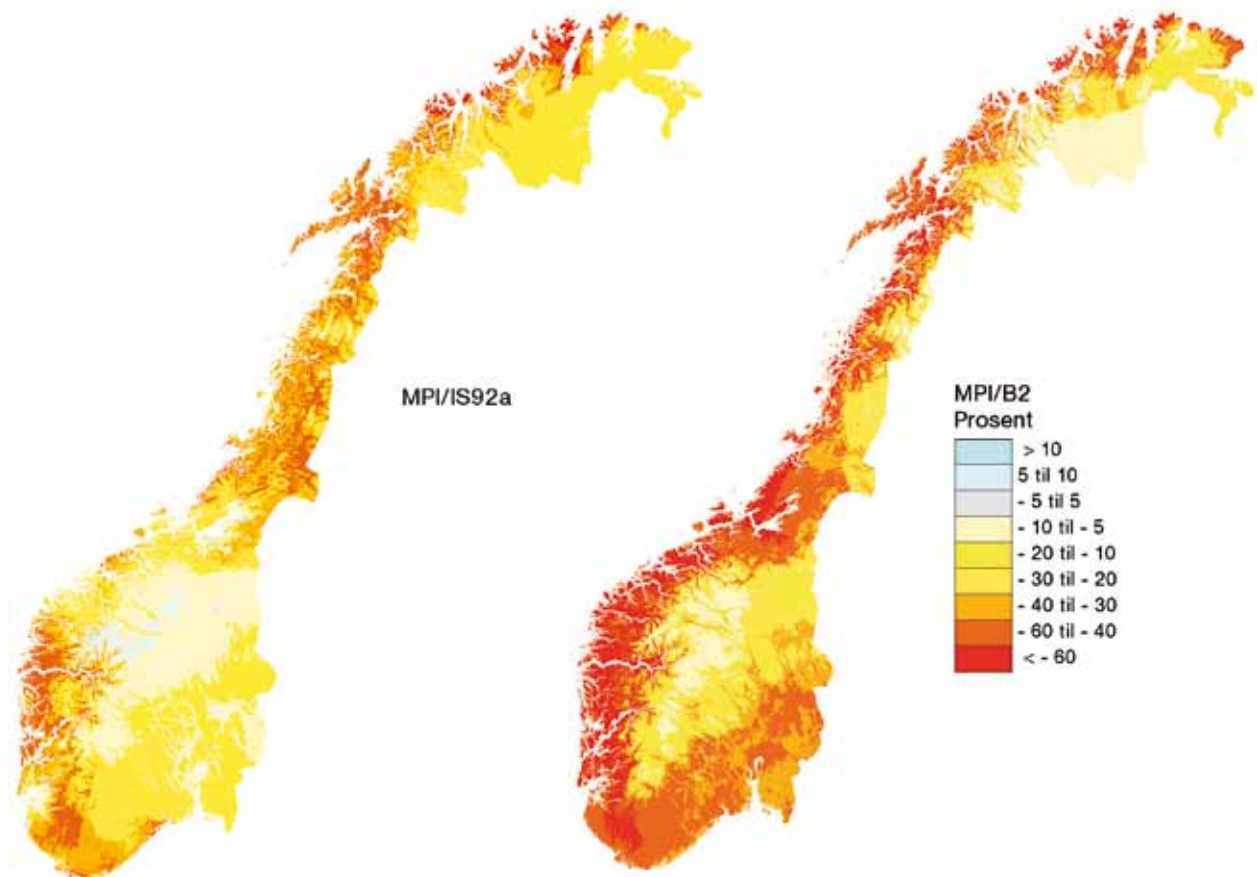 MPI/IS92a
MPI/B2
Prosent
> 10
5 til 10
- 5 til 5
- 10 til - 5
- 20 til - 10
- 30 til - 20
- 40 til - 30
- 60 til - 40
< - 60